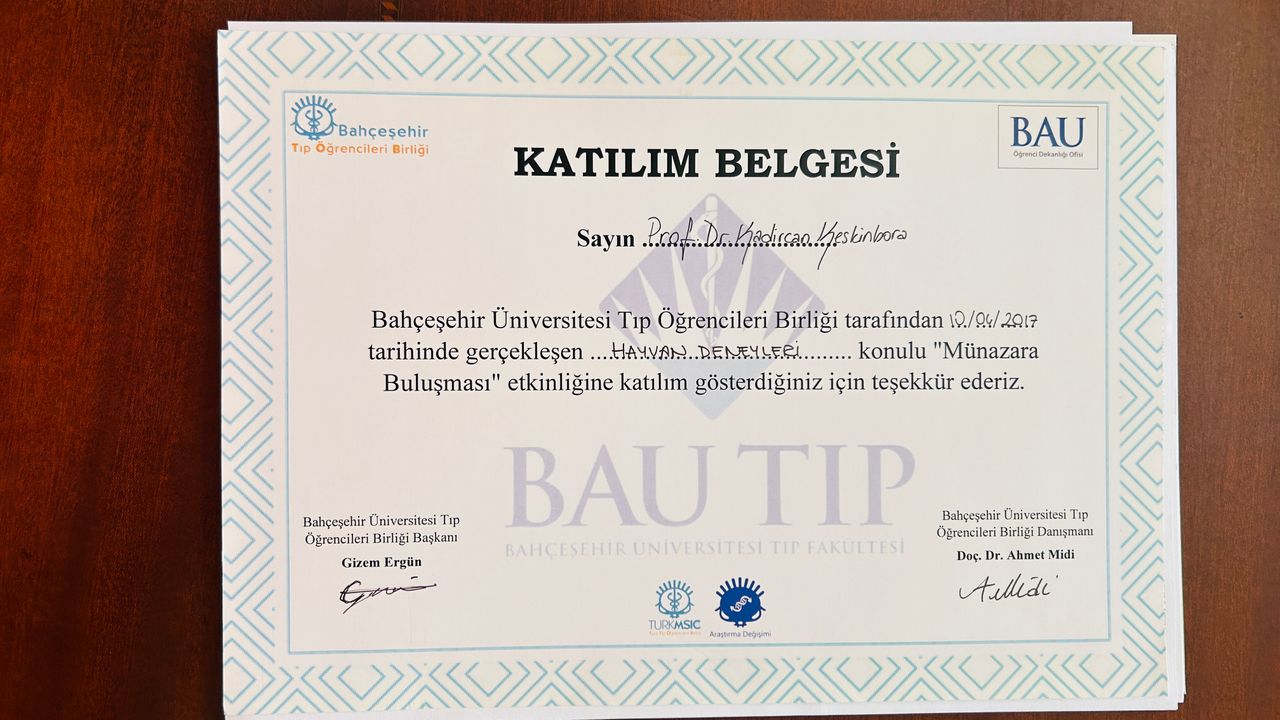 Bahçeşehir
Tıp Öğrencileri Birliği
BAU
Öğrenci Dekanlığı Ofisi
KATILIM BELGESİ
Sayın Prof. Dr. Kadircan Keskinbora
Bahçeşehir Üniversitesi Tıp Öğrencileri Birliği tarafından 10/04/2017
tarihinde gerçekleşen ...HAYVAN DENEYLERİ......... konulu "Münazara
Buluşması" etkinliğine katılım gösterdiğiniz için teşekkür ederiz.
BAU TIP
BAHÇEŞEHİR ÜNİVERSİTESİ TIP FAKÜLTESİ
Bahçeşehir Üniversitesi Tıp
Öğrencileri Birliği Başkanı
Gizem Ergün
Bahçeşehir Üniversitesi Tıp
Öğrencileri Birliği Danışmanı
Doç. Dr. Ahmet Midi
A.Midi
TURKMSIC
Araştırma Değişimi